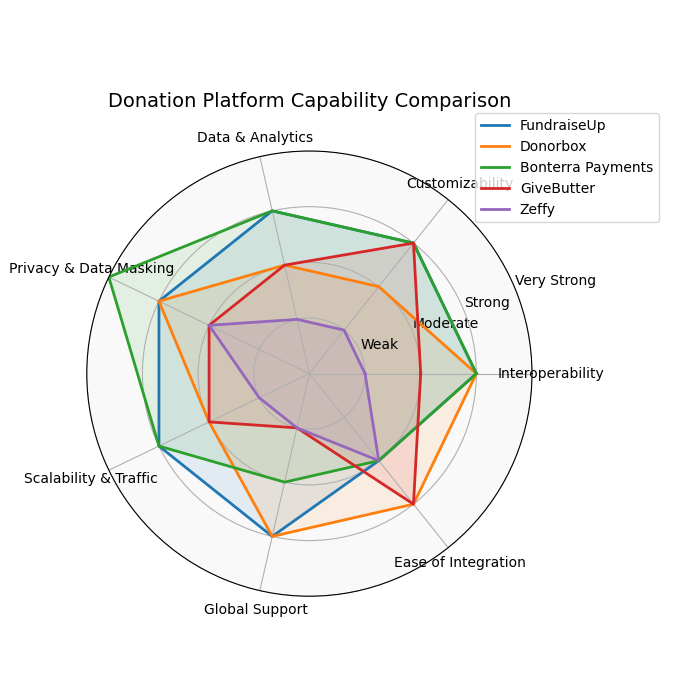 Donation Platform Capability Comparison
FundraiseUp
Donorbox
Bonterra Payments
GiveButter
Zeffy
Data & Analytics
Customizability
Privacy & Data Masking
Very Strong
Strong
Moderate
Weak
Interoperability
Scalability & Traffic
Ease of Integration
Global Support